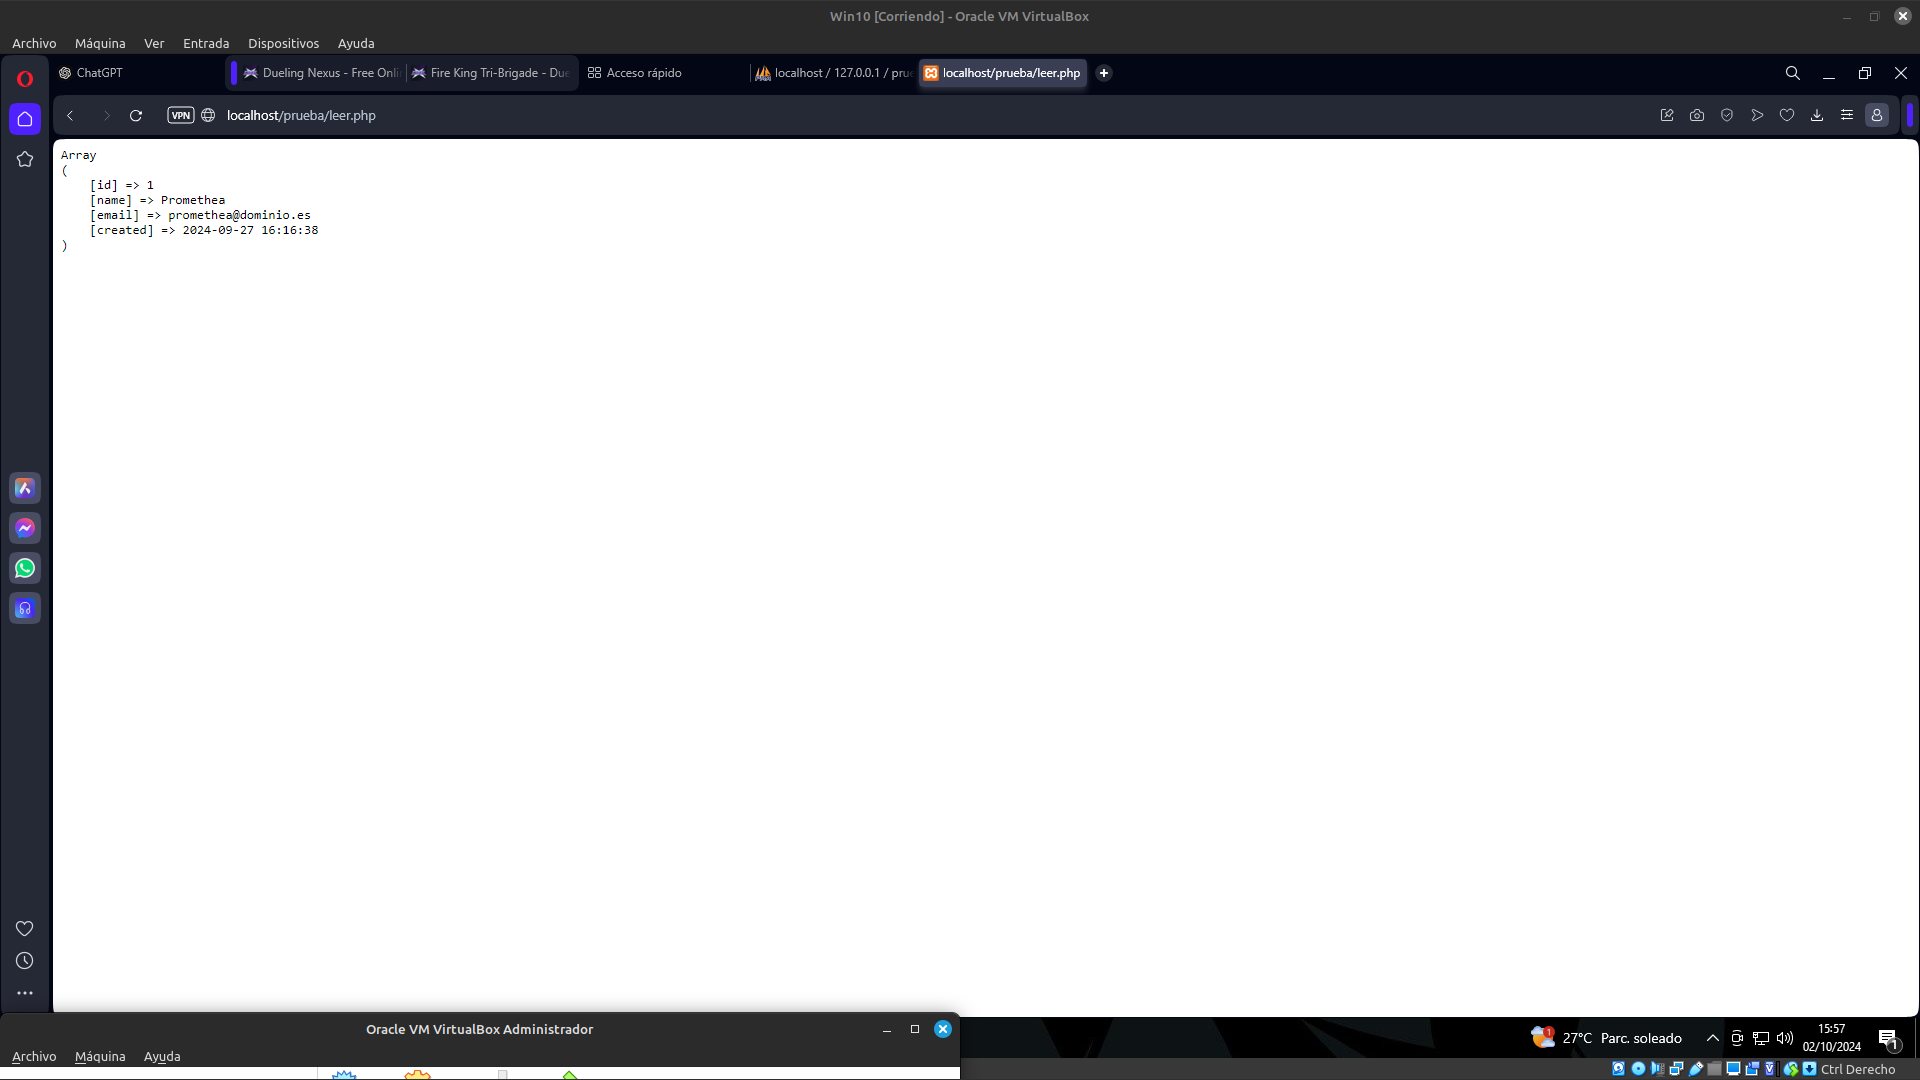 Win10 [Corriendo] - Oracle VM VirtualBox
Archivo Máquina Ver Entrada Dispositivos Ayuda
ChatGPT Dueling Nexus - Free Onli Fire King Tri-Brigade - Due Acceso rápido localhost / 127.0.0.1 / prue localhost/prueba/leer.php
VPN localhost/prueba/leer.php
Array
(
[id] => 1
[name] => Promethea
[email] => promethea@dominio.es
[created] => 2024-09-27 16:16:38
)
Oracle VM VirtualBox Administrador
Archivo Máquina Ayuda
1 27°C Parc. soleado 15:57
02/10/2024 1
Ctrl Derecho